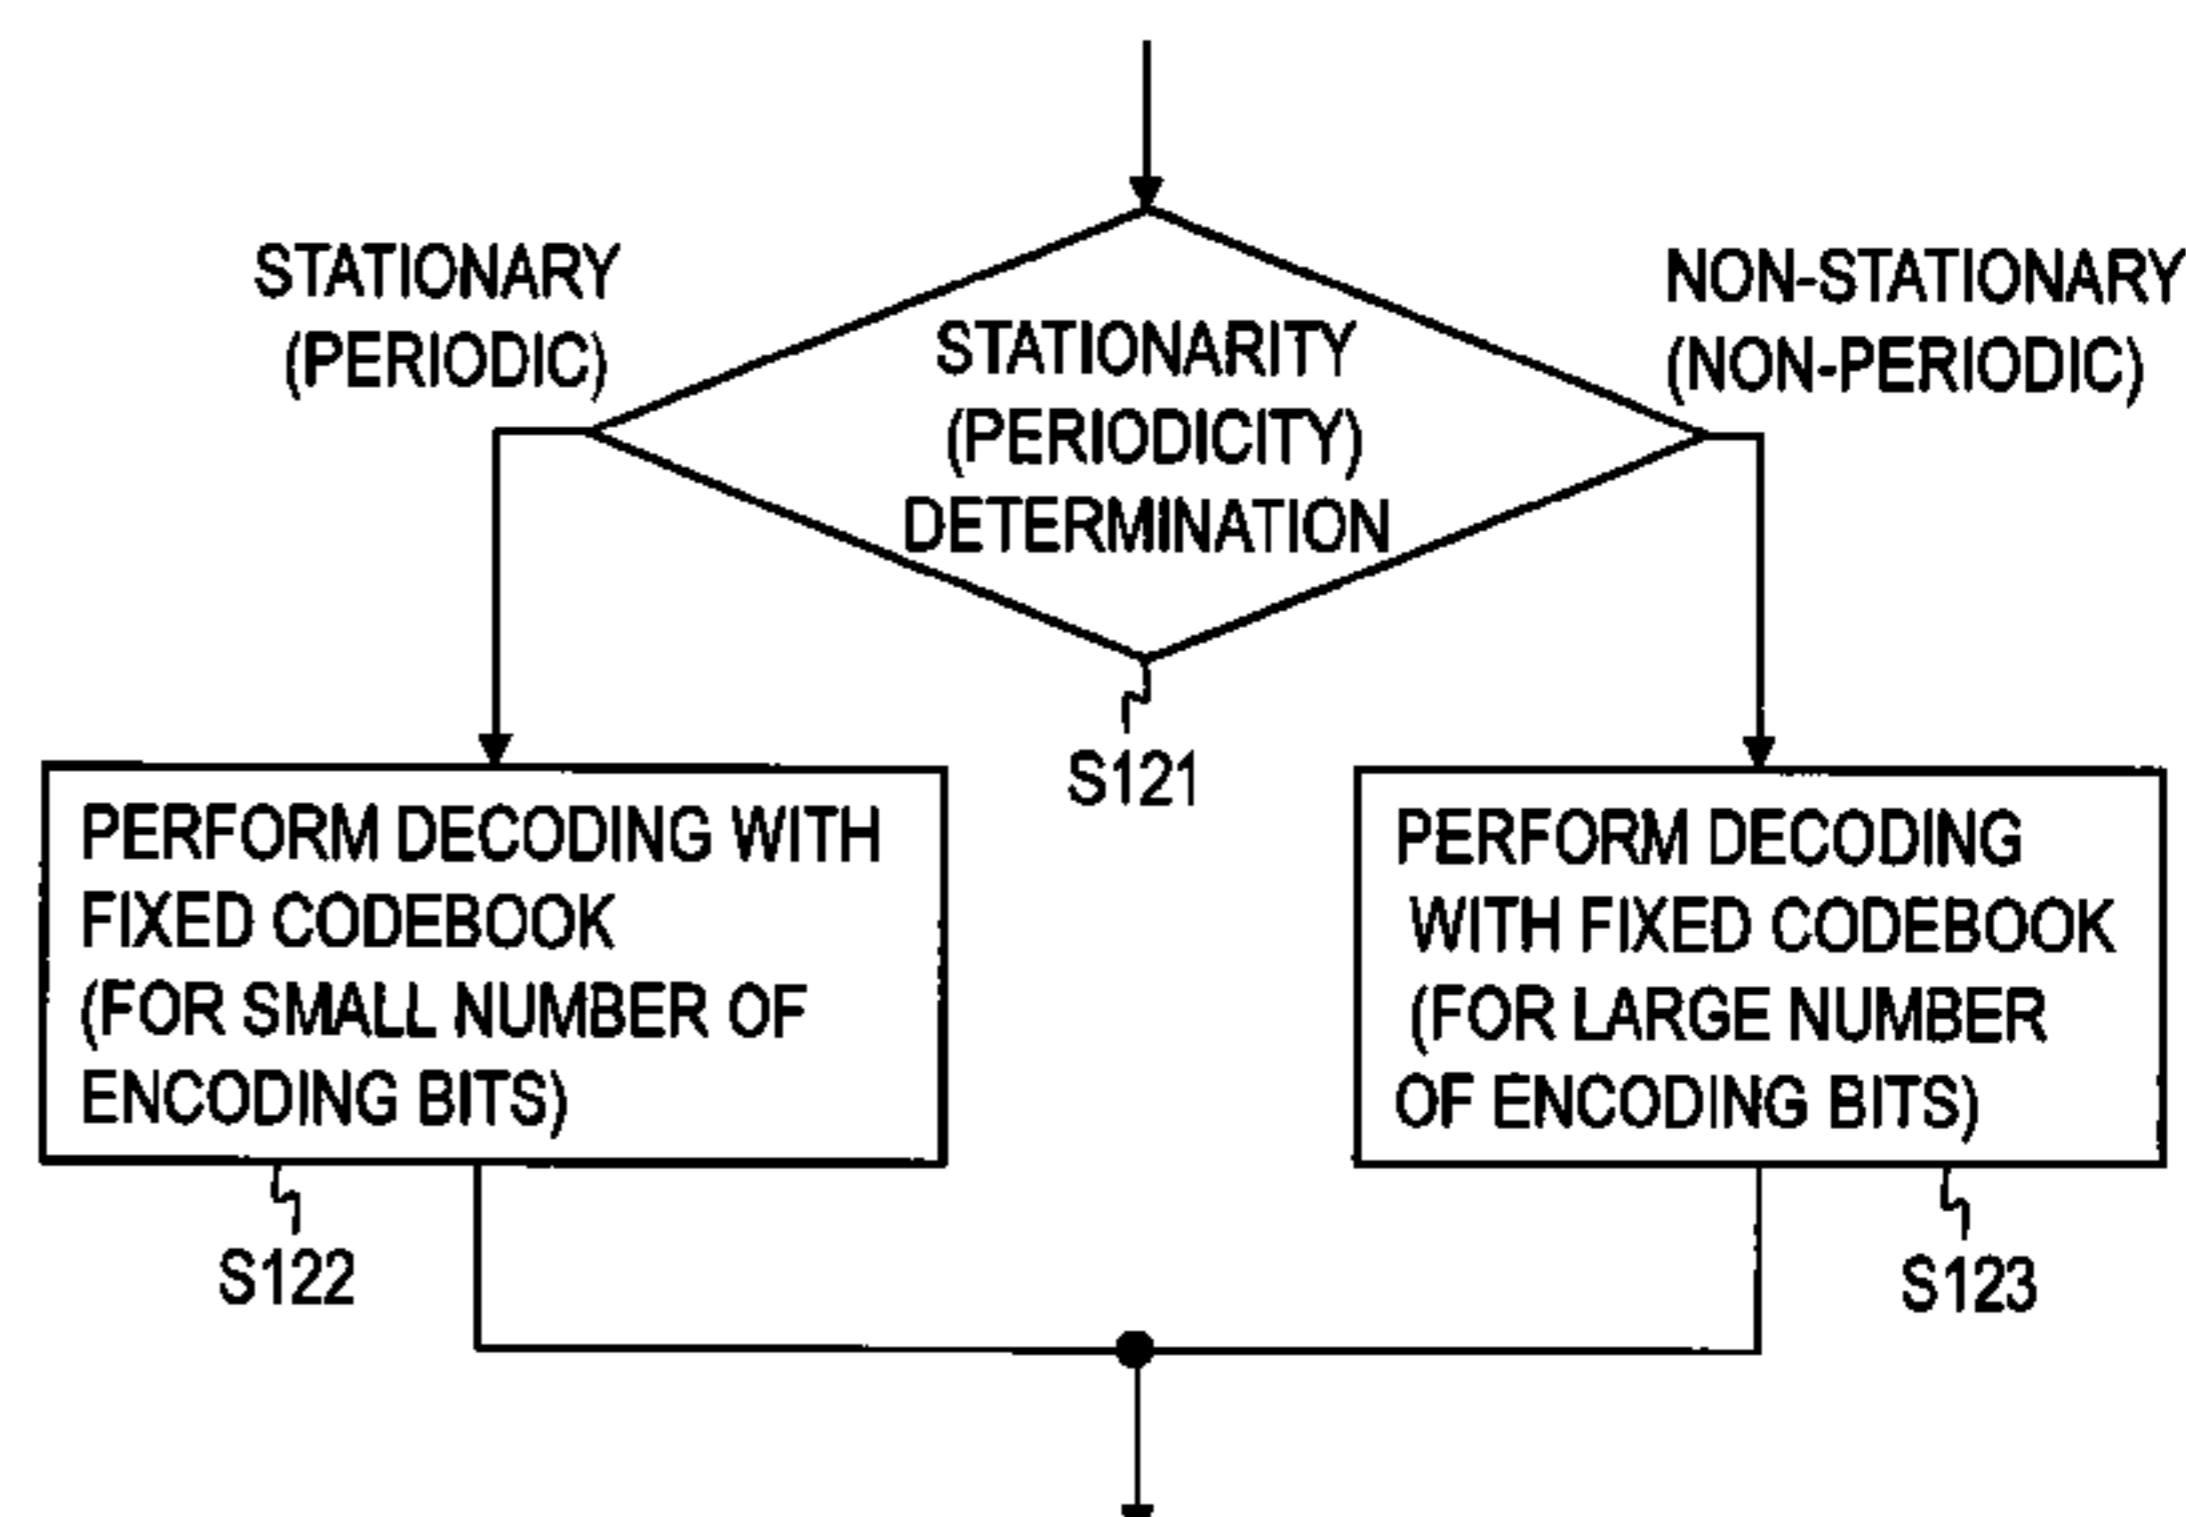 STATIONARY
(PERIODIC)
STATIONARITY
(PERIODICITY)
DETERMINATION
NON-STATIONARY
(NON-PERIODIC)
S121
PERFORM DECODING WITH
FIXED CODEBOOK
(FOR SMALL NUMBER OF
ENCODING BITS)
S122
PERFORM DECODING
WITH FIXED CODEBOOK
(FOR LARGE NUMBER
OF ENCODING BITS)
S123